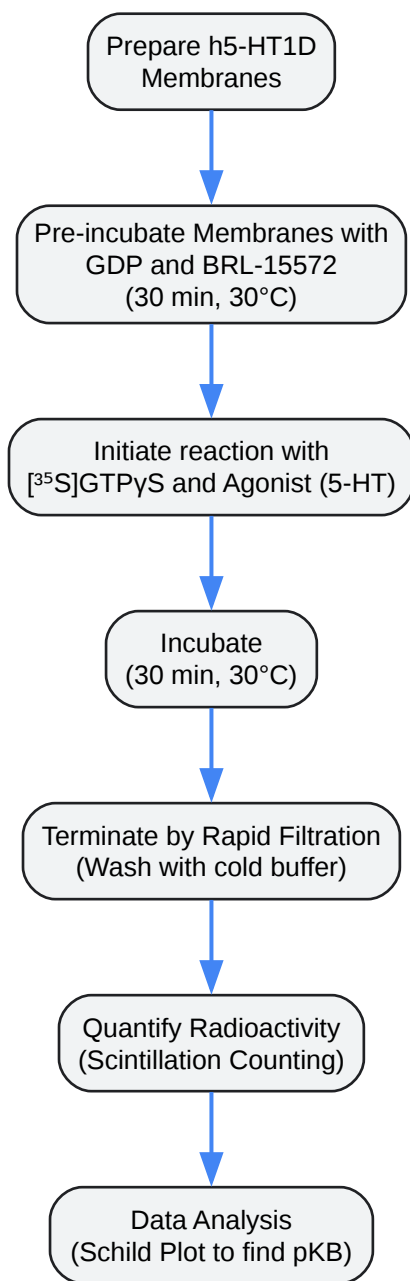 Prepare h5-HT1D
Membranes
Pre-incubate Membranes with
GDP and BRL-15572
(30 min, 30°C)
Initiate reaction with
[³⁵S]GTPγS and Agonist (5-HT)
Incubate
(30 min, 30°C)
Terminate by Rapid Filtration
(Wash with cold buffer)
Quantify Radioactivity
(Scintillation Counting)
Data Analysis
(Schild Plot to find pKB)